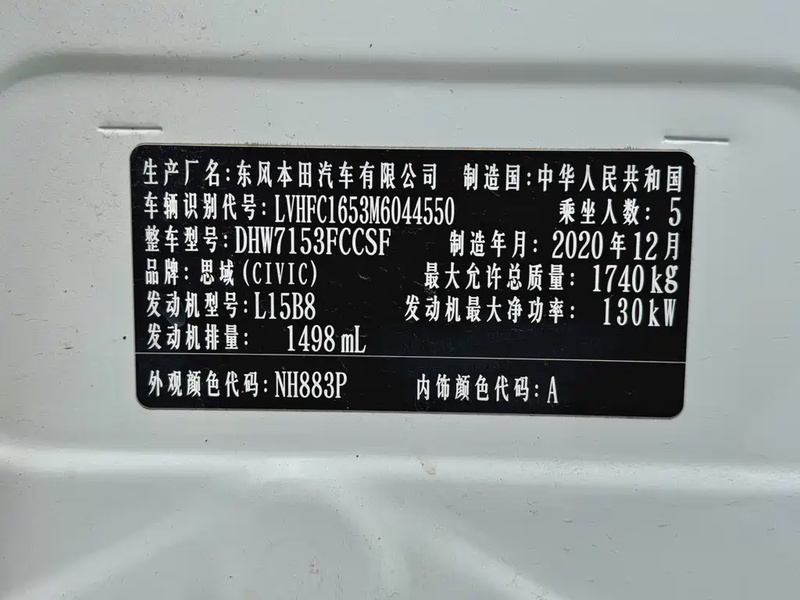 生产厂名:东风本田汽车有限公司 制造国:中华人民共和国
车辆识别代号:LVHFC1653M6044550 乘坐人数:5
整车型号:DHW7153FCCSF 制造年月:2020年12月
品牌:思域(CIVIC) 最大允许总质量:1740kg
发动机型号:L15B8 发动机最大净功率:130kW
发动机排量:1498mL
外观颜色代码:NH883P 内饰颜色代码:A